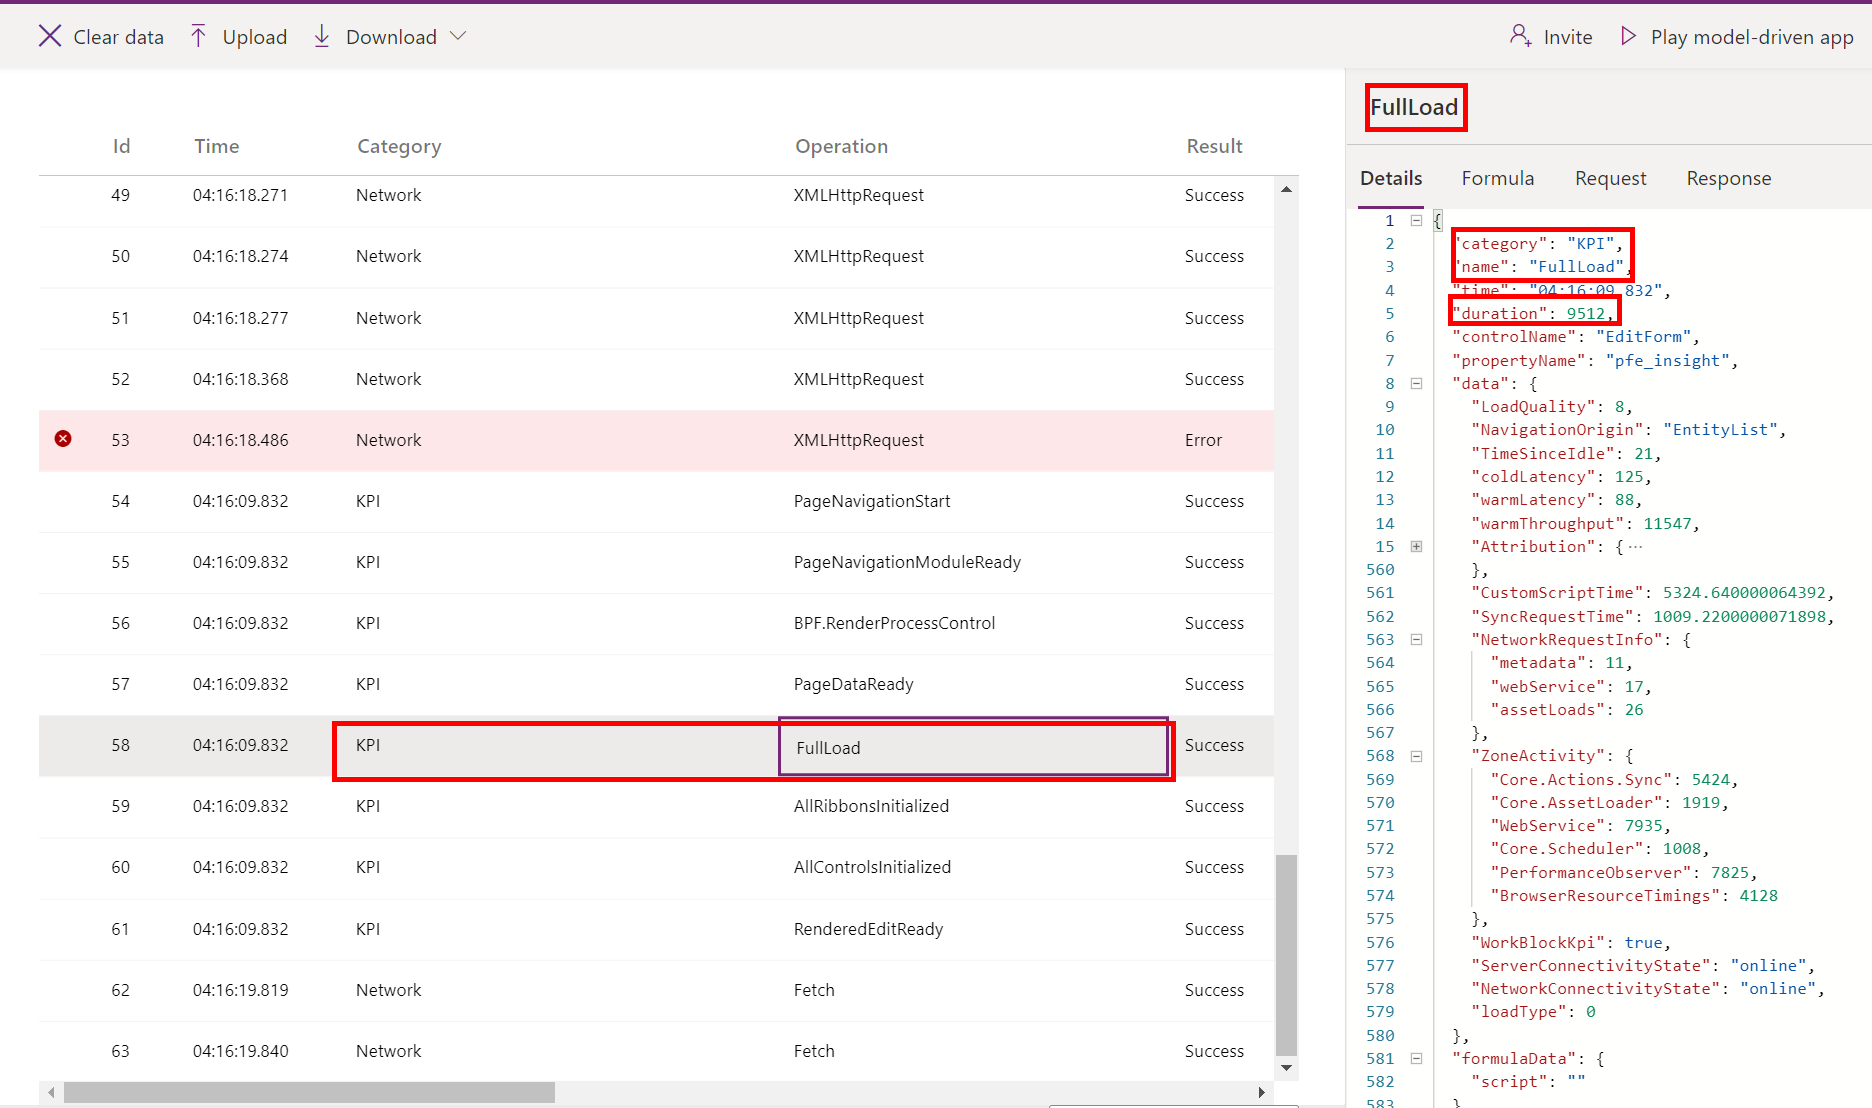 Clear data Upload Download Invite Play model-driven app
FullLoad
Id Time Category Operation Result
49 04:16:18.271 Network XMLHttpRequest Success
50 04:16:18.274 Network XMLHttpRequest Success
51 04:16:18.277 Network XMLHttpRequest Success
52 04:16:18.368 Network XMLHttpRequest Success
53 04:16:18.486 Network XMLHttpRequest Error
54 04:16:09.832 KPI PageNavigationStart Success
55 04:16:09.832 KPI PageNavigationModuleReady Success
56 04:16:09.832 KPI BPF.RenderProcessControl Success
57 04:16:09.832 KPI PageDataReady Success
58 04:16:09.832 KPI FullLoad Success
59 04:16:09.832 KPI AllRibbonsInitialized Success
60 04:16:09.832 KPI AllControlsInitialized Success
61 04:16:09.832 KPI RenderedEditReady Success
62 04:16:19.819 Network Fetch Success
63 04:16:19.840 Network Fetch Success
Details Formula Request Response
1 {
2 "category": "KPI",
3 "name": "FullLoad",
4 "time": "04:16:09.832",
5 "duration": 9512,
6 "controlName": "EditForm",
7 "propertyName": "pfe_insight",
8 "data": {
9 "LoadQuality": 8,
10 "NavigationOrigin": "EntityList",
11 "TimeSinceIdle": 21,
12 "coldLatency": 125,
13 "warmLatency": 88,
14 "warmThroughput": 11547,
15 "Attribution": {···
560 },
561 "CustomScriptTime": 5324.640000064392,
562 "SyncRequestTime": 1009.2200000071898,
563 "NetworkRequestInfo": {
564 "metadata": 11,
565 "webService": 17,
566 "assetLoads": 26
567 },
568 "ZoneActivity": {
569 "Core.Actions.Sync": 5424,
570 "Core.AssetLoader": 1919,
571 "WebService": 7935,
572 "Core.Scheduler": 1008,
573 "PerformanceObserver": 7825,
574 "BrowserResourceTimings": 4128
575 },
576 "WorkBlockKpi": true,
577 "ServerConnectivityState": "online",
578 "NetworkConnectivityState": "online",
579 "loadType": 0
580 },
581 "formulaData": {
582 "script": ""
583 }